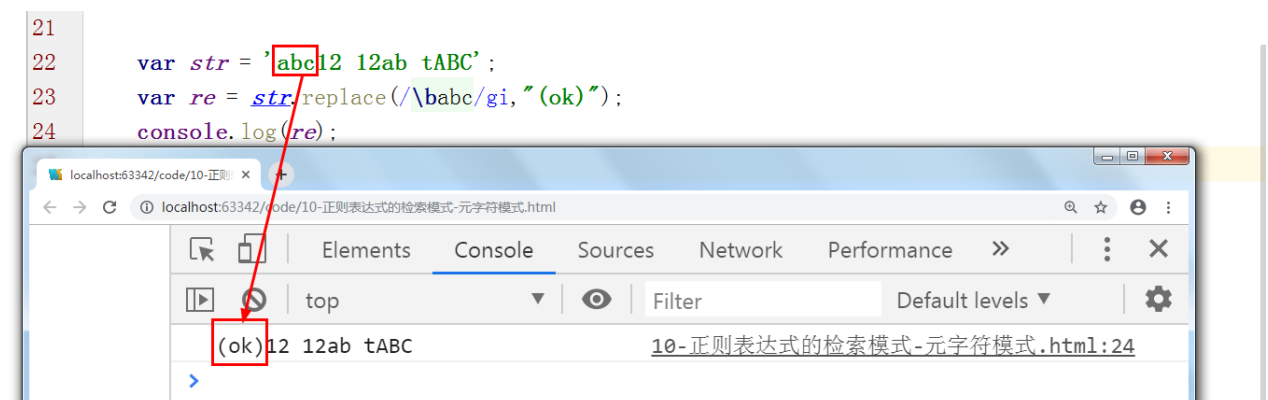 21
22 var str = 'abc12 12ab tABC';
23 var re = str.replace(/\babc/gi,"(ok)");
24 console.log(re);
localhost:63342/code/10-正则
localhost:63342/code/10-正则表达式的检索模式-元字符模式.html
Elements Console Sources Network Performance
top Filter Default levels
(ok)12 12ab tABC 10-正则表达式的检索模式-元字符模式.html:24